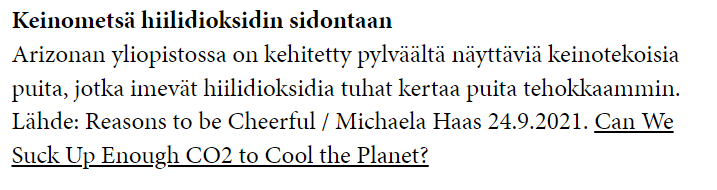 Keinometsä hiilidioksidin sidontaan
Arizonan yliopistossa on kehitetty pylväältä näyttäviä keinotekoisia
puita, jotka imevät hiilidioksidia tuhat kertaa puita tehokkaammin.
Lähde: Reasons to be Cheerful / Michaela Haas 24.9.2021. Can We
Suck Up Enough CO2 to Cool the Planet?